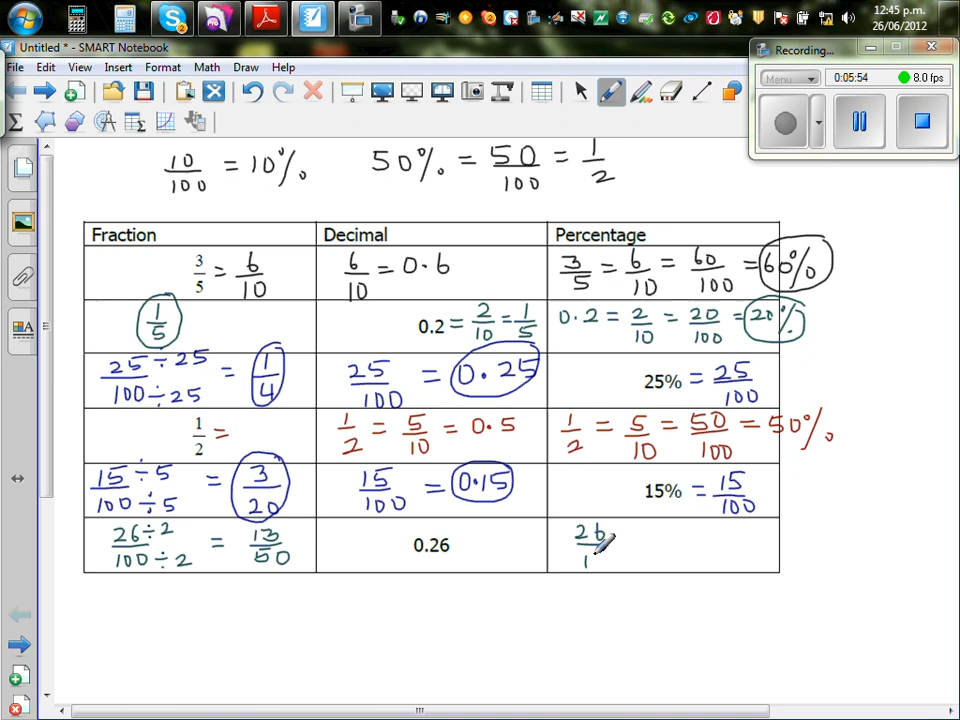 12:45 p.m.
26/06/2012
Untitled * - SMART Notebook
File Edit View Insert Format Math Draw Help
Recording...
Menu 0:05:54 8.0 fps
10/100 = 10% 50% = 50/100 = 1/2
Fraction Decimal Percentage
3/5 = 6/10 6/10 = 0.6 3/5 = 6/10 = 60/100 = 60%
1/5 0.2 = 2/10 = 1/5 0.2 = 2/10 = 20/100 = 20%
25÷25/100÷25 = 1/4 25/100 = 0.25 25% = 25/100
1/2 = 1/2 = 5/10 = 0.5 1/2 = 5/10 = 50/100 = 50%
15÷5/100÷5 = 3/20 15/100 = 0.15 15% = 15/100
26÷2/100÷2 = 13/50 0.26 26/1